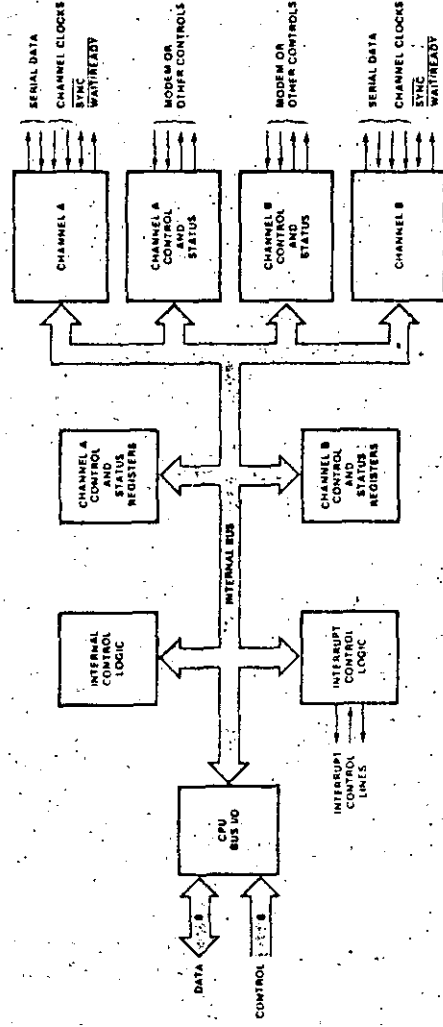 DATA
8
CONTROL
8
CPU
BUS I/O
INTERNAL
CONTROL
LOGIC
INTERRUPT
CONTROL
LOGIC
INTERRUPT
CONTROL
LINES
INTERNAL BUS
CHANNEL A
CONTROL
AND
STATUS
REGISTERS
CHANNEL B
CONTROL
AND
STATUS
REGISTERS
CHANNEL A
SERIAL DATA
CHANNEL CLOCKS
SYNC
WAIT/READY
CHANNEL A
CONTROL
AND
STATUS
MODEM OR
OTHER CONTROLS
CHANNEL B
CONTROL
AND
STATUS
MODEM OR
OTHER CONTROLS
CHANNEL B
SERIAL DATA
CHANNEL CLOCKS
SYNC
WAIT/READY